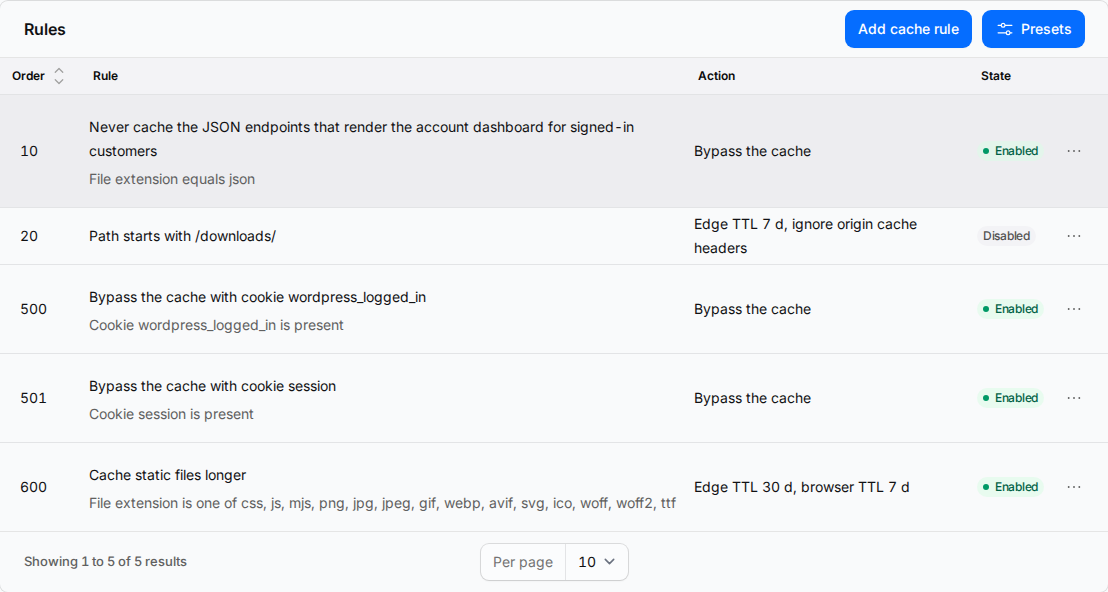 Rules
Add cache rule
Presets
Order
Rule
Action
State
10
Never cache the JSON endpoints that render the account dashboard for signed-in
customers
File extension equals json
Bypass the cache
Enabled
20
Path starts with /downloads/
Edge TTL 7 d, ignore origin cache
headers
Disabled
500
Bypass the cache with cookie wordpress_logged_in
Cookie wordpress_logged_in is present
Bypass the cache
Enabled
501
Bypass the cache with cookie session
Cookie session is present
Bypass the cache
Enabled
600
Cache static files longer
File extension is one of css, js, mjs, png, jpg, jpeg, gif, webp, avif, svg, ico, woff, woff2, ttf
Edge TTL 30 d, browser TTL 7 d
Enabled
Showing 1 to 5 of 5 results
Per page
10